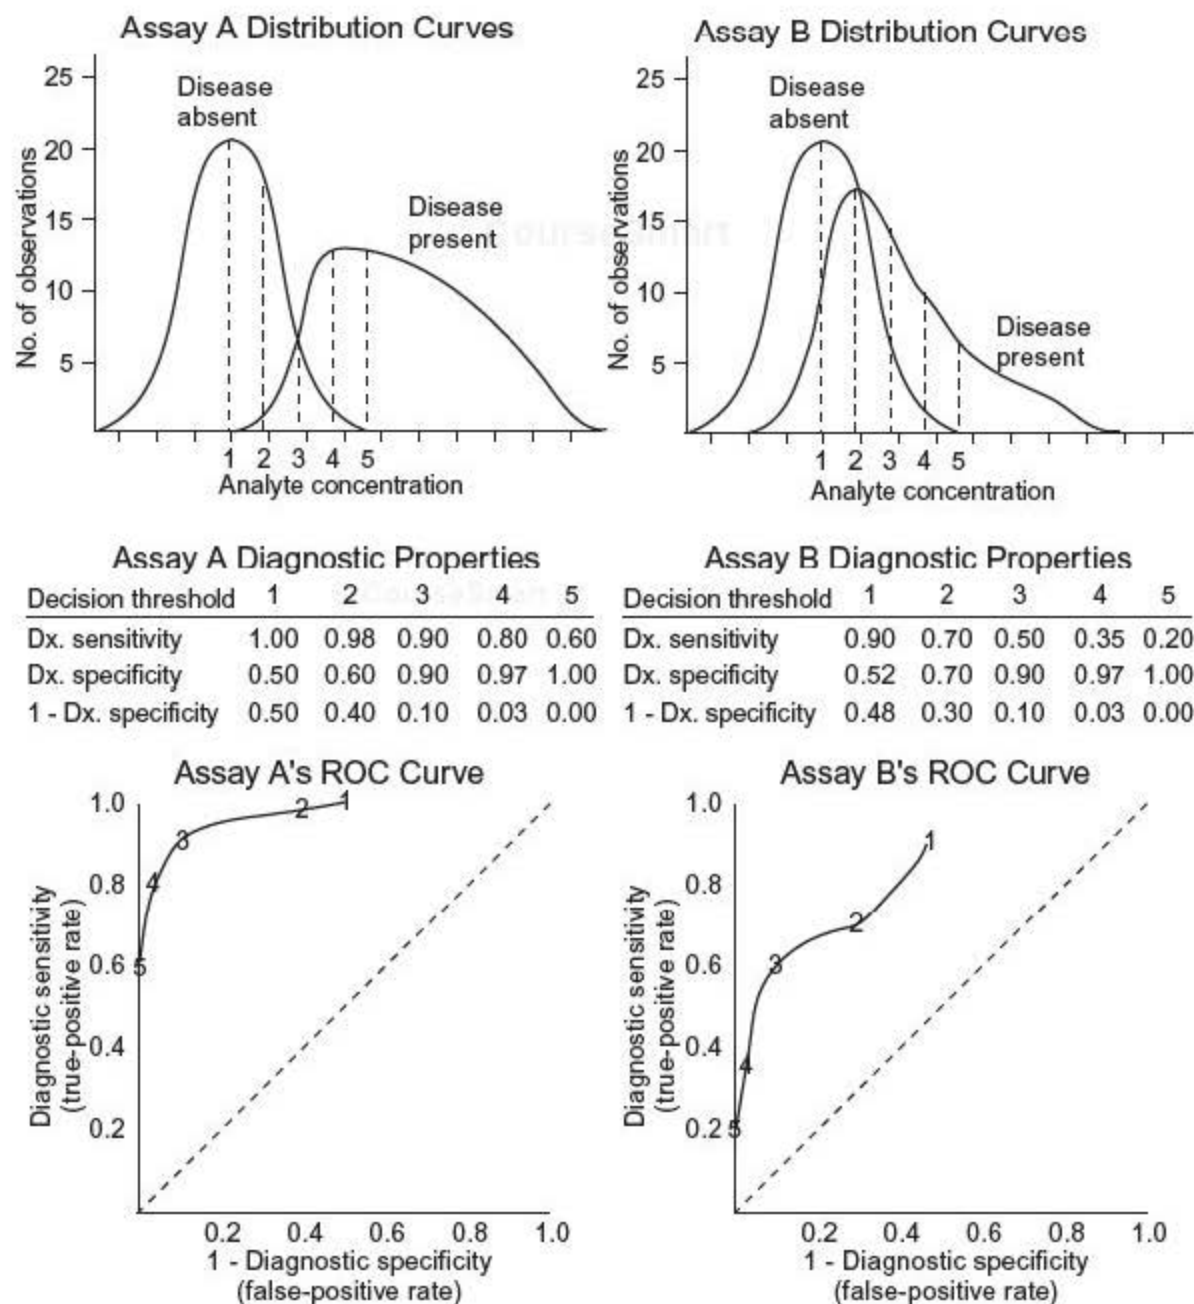 Assay A Distribution Curves
25
20
15
10
5
No. of observations
Disease
absent
Disease
present
1 2 3 4 5
Analyte concentration
Assay B Distribution Curves
25
20
15
10
5
No. of observations
Disease
absent
Disease
present
1 2 3 4 5
Analyte concentration
Assay A Diagnostic Properties
Decision threshold 1 2 3 4 5
Dx. sensitivity 1.00 0.98 0.90 0.80 0.60
Dx. specificity 0.50 0.60 0.90 0.97 1.00
1 - Dx. specificity 0.50 0.40 0.10 0.03 0.00
Assay B Diagnostic Properties
Decision threshold 1 2 3 4 5
Dx. sensitivity 0.90 0.70 0.50 0.35 0.20
Dx. specificity 0.52 0.70 0.90 0.97 1.00
1 - Dx. specificity 0.48 0.30 0.10 0.03 0.00
Assay A's ROC Curve
1.0
0.8
0.6
0.4
0.2
Diagnostic sensitivity
(true-positive rate)
1
2
3
4
5
0.2 0.4 0.6 0.8 1.0
1 - Diagnostic specificity
(false-positive rate)
Assay B's ROC Curve
1.0
0.8
0.6
0.4
0.2
Diagnostic sensitivity
(true-positive rate)
1
2
3
4
5
0.2 0.4 0.6 0.8 1.0
1 - Diagnostic specificity
(false-positive rate)